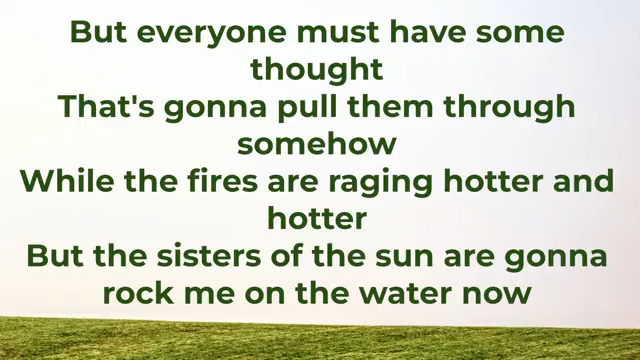 But everyone must have some
thought
That's gonna pull them through
somehow
While the fires are raging hotter and
hotter
But the sisters of the sun are gonna
rock me on the water now